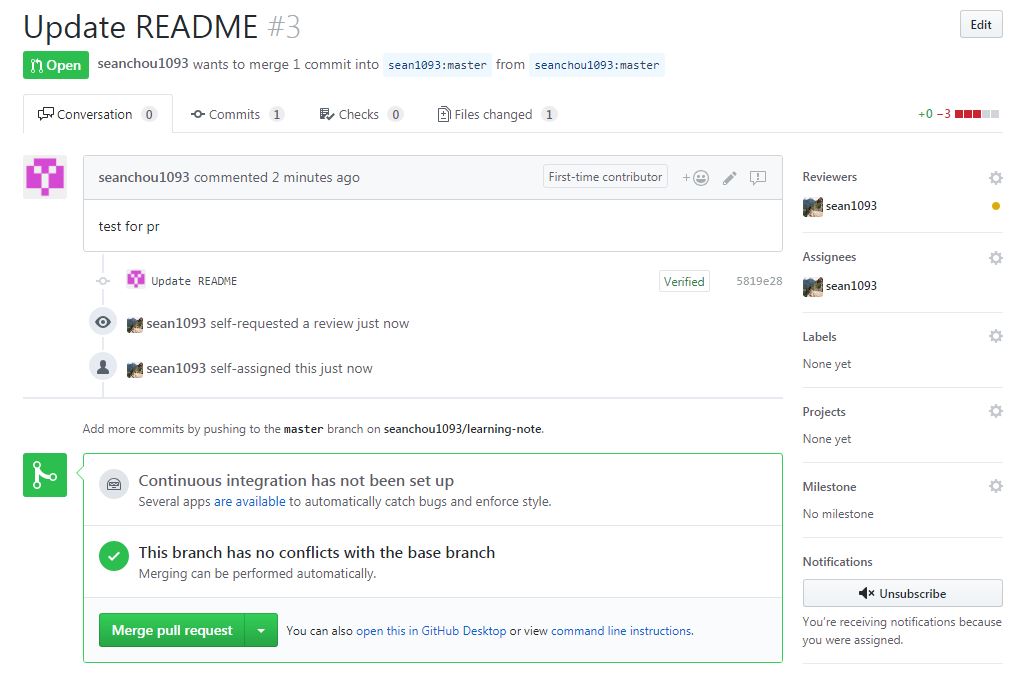 Update README #3
Edit
Open
seanchou1093 wants to merge 1 commit into sean1093:master from seanchou1093:master
Conversation 0
Commits 1
Checks 0
Files changed 1
+0 −3
seanchou1093 commented 2 minutes ago
First-time contributor
+
test for pr
Update README
Verified
5819e28
sean1093 self-requested a review just now
sean1093 self-assigned this just now
Add more commits by pushing to the master branch on seanchou1093/learning-note.
Continuous integration has not been set up
Several apps are available to automatically catch bugs and enforce style.
This branch has no conflicts with the base branch
Merging can be performed automatically.
Merge pull request
You can also open this in GitHub Desktop or view command line instructions.
Reviewers
sean1093
Assignees
sean1093
Labels
None yet
Projects
None yet
Milestone
No milestone
Notifications
Unsubscribe
You're receiving notifications because
you were assigned.